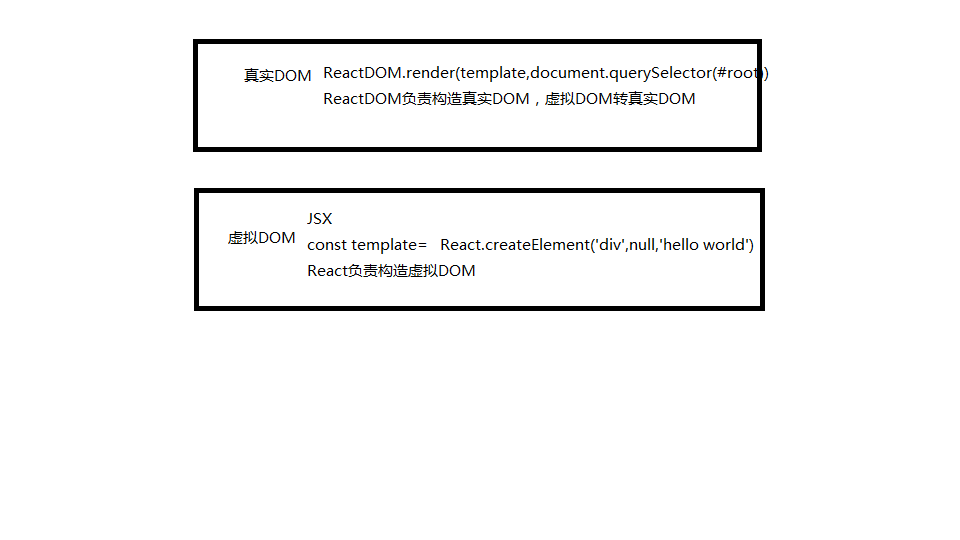 真实DOM
ReactDOM.render(template,document.querySelector(#root))
ReactDOM负责构造真实DOM，虚拟DOM转真实DOM
虚拟DOM
JSX
const template= React.createElement('div',null,'hello world')
React负责构造虚拟DOM